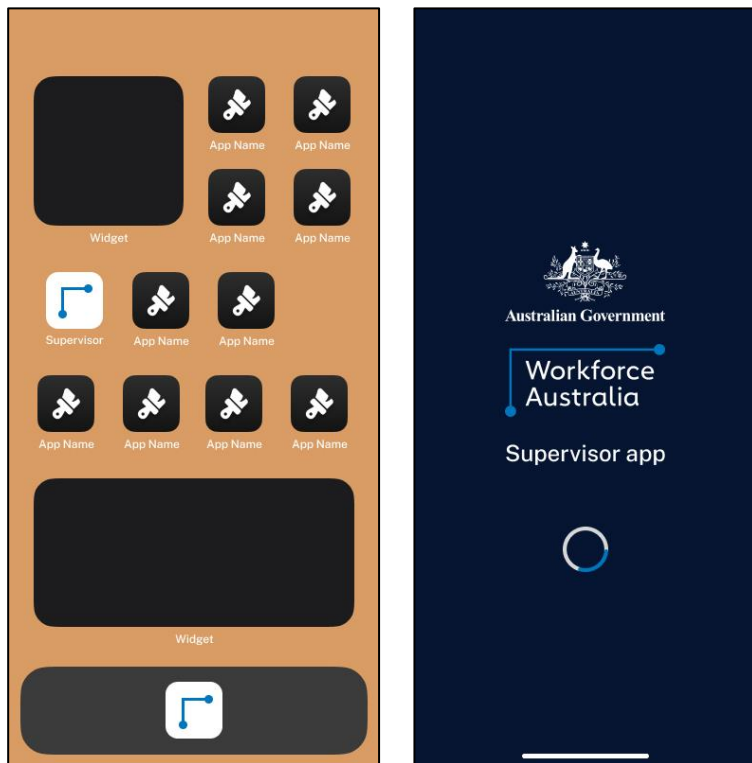 App Name App Name
Widget App Name App Name
Supervisor App Name App Name
App Name App Name App Name App Name
Widget
Australian Government
Workforce
Australia
Supervisor app